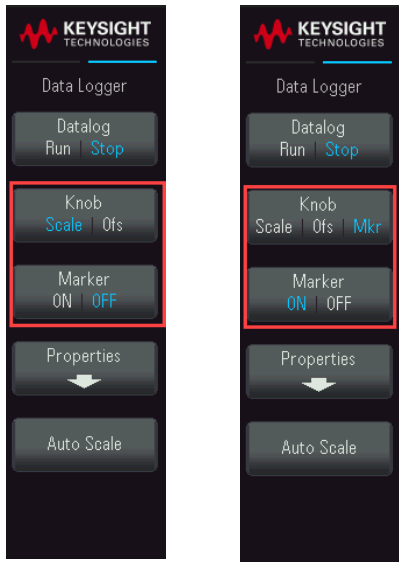 KEYSIGHT
TECHNOLOGIES
Data Logger
Datalog
Run | Stop
Knob
Scale | Ofs
Marker
ON | OFF
Properties
Auto Scale
KEYSIGHT
TECHNOLOGIES
Data Logger
Datalog
Run | Stop
Knob
Scale | Ofs | Mkr
Marker
ON | OFF
Properties
Auto Scale